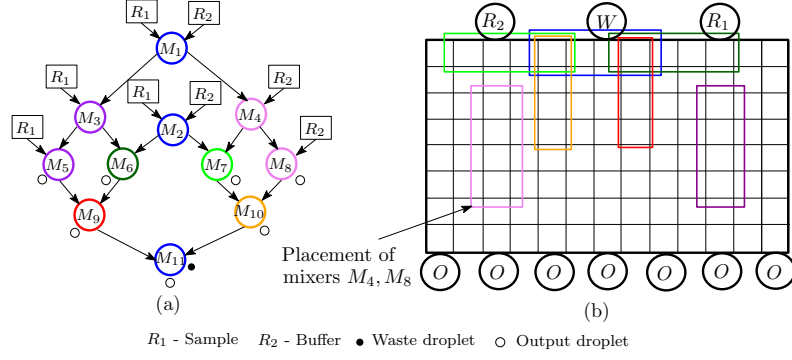 R₁ R₂
M₁
R₁ R₁ R₂ R₂
M₃ M₂ M₄
R₁ R₂
M₅ M₆ M₇ M₈
M₉ M₁₀
M₁₁
(a)
R₂ W R₁
Placement of
mixers M₄, M₈
O O O O O O O
(b)
R₁ - Sample R₂ - Buffer ● Waste droplet ○ Output droplet